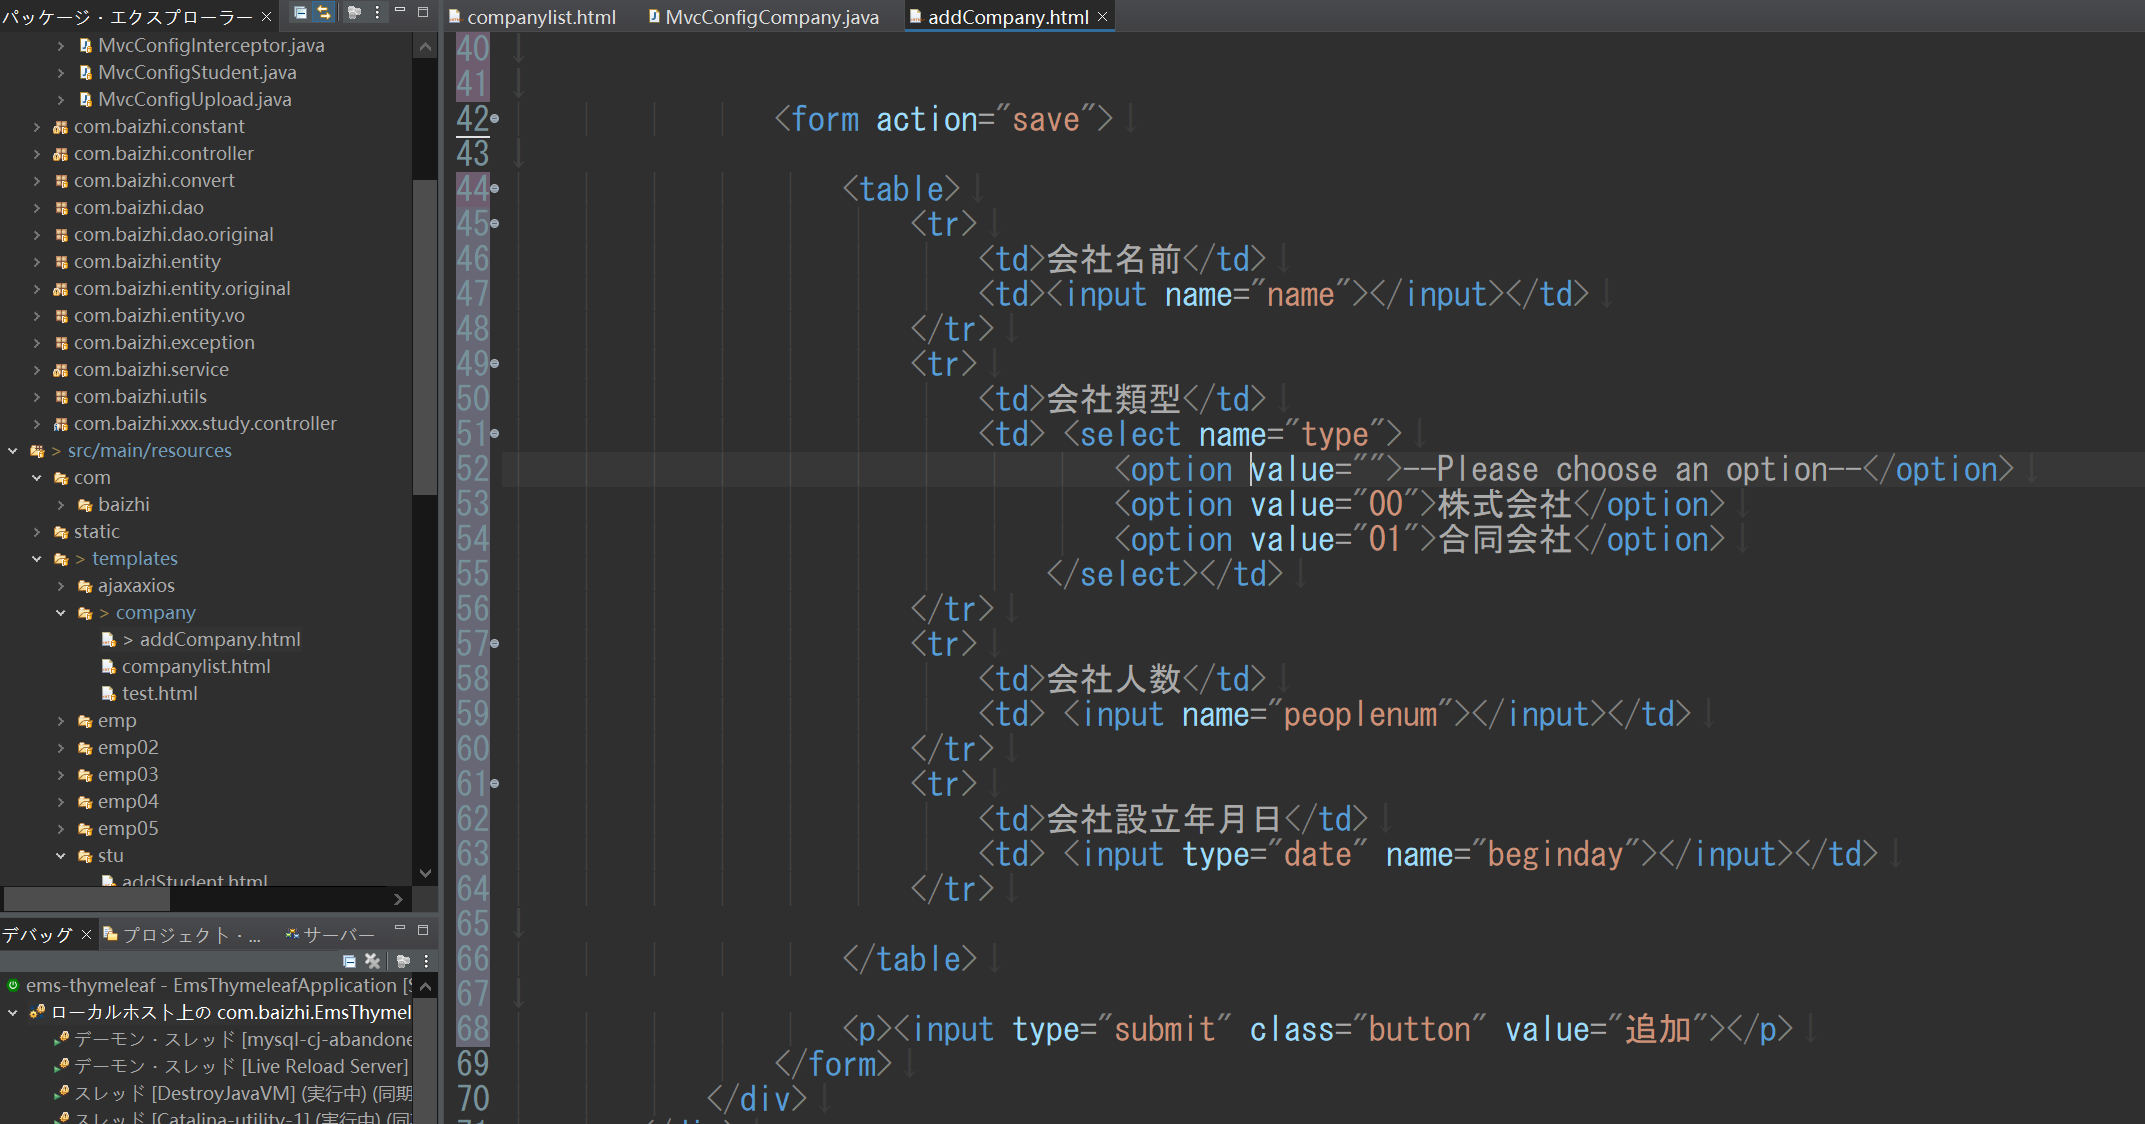 パッケージ・エクスプローラー
MvcConfigInterceptor.java
MvcConfigStudent.java
MvcConfigUpload.java
com.baizhi.constant
com.baizhi.controller
com.baizhi.convert
com.baizhi.dao
com.baizhi.dao.original
com.baizhi.entity
com.baizhi.entity.original
com.baizhi.entity.vo
com.baizhi.exception
com.baizhi.service
com.baizhi.utils
com.baizhi.xxx.study.controller
> src/main/resources
com
baizhi
static
> templates
ajaxaxios
> company
> addCompany.html
companylist.html
test.html
emp
emp02
emp03
emp04
emp05
stu
addStudent.html
デバッグ プロジェクト・... サーバー
ems-thymeleaf - EmsThymeleafApplication [S
ローカルホスト上の com.baizhi.EmsThymel
デーモン・スレッド [mysql-cj-abandone
デーモン・スレッド [Live Reload Server]
スレッド [DestroyJavaVM] (実行中) (同期
スレッド [Catalina-utility-1] (実行中) (同
companylist.html MvcConfigCompany.java addCompany.html
40
41
42 <form action="save">
43
44 <table>
45 <tr>
46 <td>会社名前</td>
47 <td><input name="name"></input></td>
48 </tr>
49 <tr>
50 <td>会社類型</td>
51 <td> <select name="type">
52 <option value="">--Please choose an option--</option>
53 <option value="00">株式会社</option>
54 <option value="01">合同会社</option>
55 </select></td>
56 </tr>
57 <tr>
58 <td>会社人数</td>
59 <td> <input name="peoplenum"></input></td>
60 </tr>
61 <tr>
62 <td>会社設立年月日</td>
63 <td> <input type="date" name="beginday"></input></td>
64 </tr>
65
66 </table>
67
68 <p><input type="submit" class="button" value="追加"></p>
69 </form>
70 </div>
71 </div>